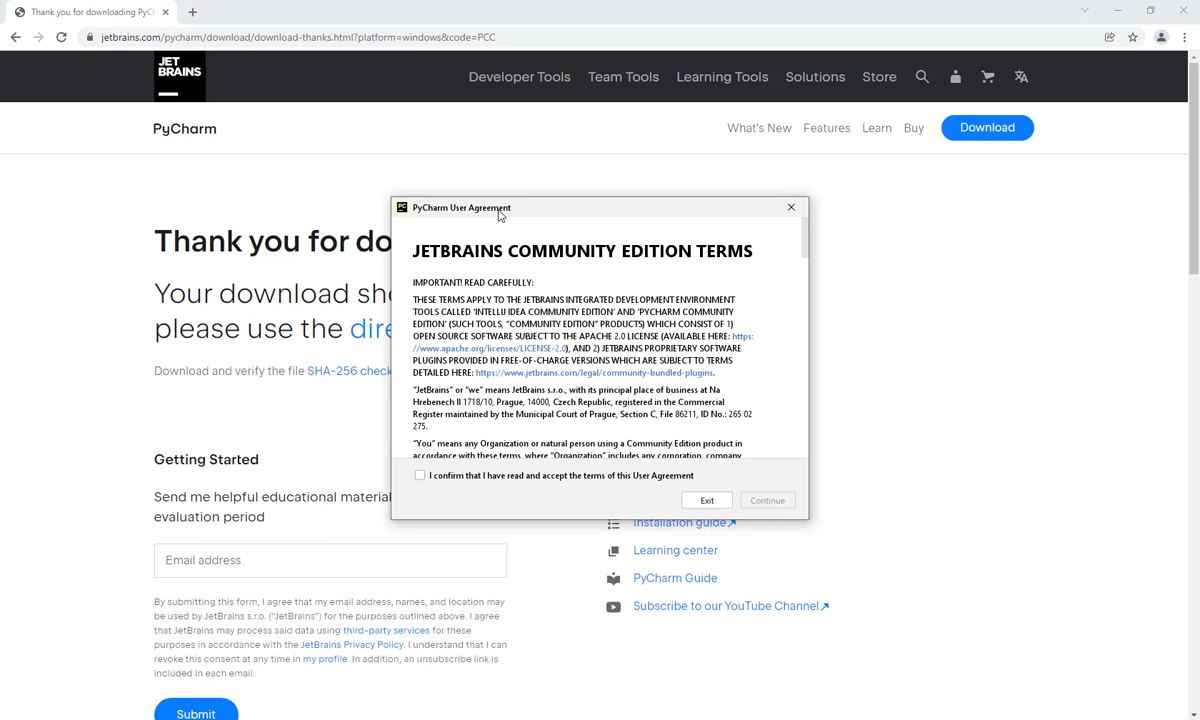 Thank you for downloading PyC
jetbrains.com/pycharm/download/download-thanks.html?platform=windows&code=PCC
JET
BRAINS
Developer Tools
Team Tools
Learning Tools
Solutions
Store
PyCharm
What's New
Features
Learn
Buy
Download
Thank you for do
Your download sh
please use the dire
Download and verify the file SHA-256 check
PC
PyCharm User Agreement
JETBRAINS COMMUNITY EDITION TERMS
IMPORTANT! READ CAREFULLY:
THESE TERMS APPLY TO THE JETBRAINS INTEGRATED DEVELOPMENT ENVIRONMENT
TOOLS CALLED 'INTELLIJ IDEA COMMUNITY EDITION' AND 'PYCHARM COMMUNITY
EDITION' (SUCH TOOLS, "COMMUNITY EDITION" PRODUCTS) WHICH CONSIST OF 1)
OPEN SOURCE SOFTWARE SUBJECT TO THE APACHE 2.0 LICENSE (AVAILABLE HERE: https:
//www.apache.org/licenses/LICENSE-2.0), AND 2) JETBRAINS PROPRIETARY SOFTWARE
PLUGINS PROVIDED IN FREE-OF-CHARGE VERSIONS WHICH ARE SUBJECT TO TERMS
DETAILED HERE: https://www.jetbrains.com/legal/community-bundled-plugins.
"JetBrains" or "we" means JetBrains s.r.o., with its principal place of business at Na
Hrebenech II 1718/10, Prague, 14000, Czech Republic, registered in the Commercial
Register maintained by the Municipal Court of Prague, Section C, File 86211, ID No.: 265 02
275.
"You" means any Organization or natural person using a Community Edition product in
accordance with these terms, where "Organization" includes any corporation, company
I confirm that I have read and accept the terms of this User Agreement
Exit
Continue
Getting Started
Send me helpful educational material
evaluation period
Email address
By submitting this form, I agree that my email address, names, and location may
be used by JetBrains s.r.o. ("JetBrains") for the purposes outlined above. I agree
that JetBrains may process said data using third-party services for these
purposes in accordance with the JetBrains Privacy Policy. I understand that I can
revoke this consent at any time in my profile. In addition, an unsubscribe link is
included in each email.
Submit
Installation guide↗
Learning center
PyCharm Guide
Subscribe to our YouTube Channel↗